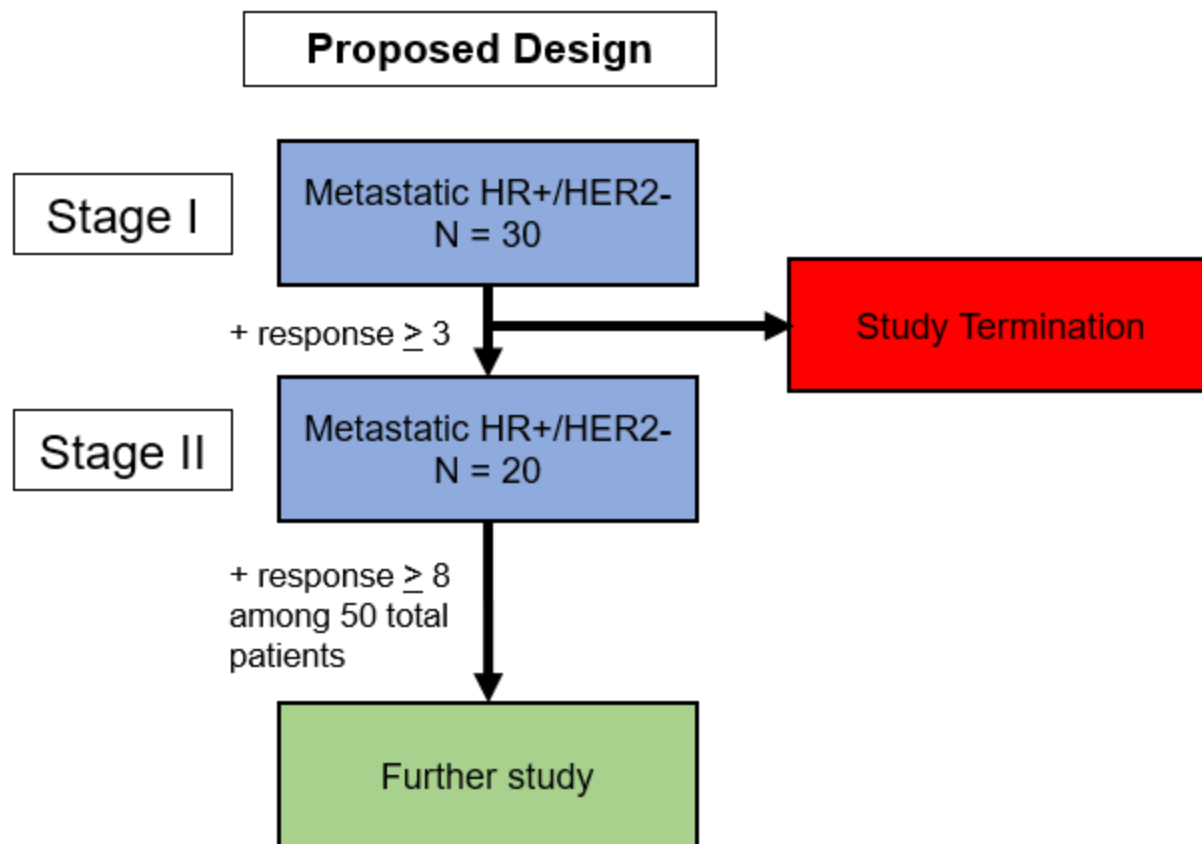 Proposed Design
Stage I
Metastatic HR+/HER2-
N = 30
+ response ≥ 3
Study Termination
Stage II
Metastatic HR+/HER2-
N = 20
+ response ≥ 8
among 50 total
patients
Further study